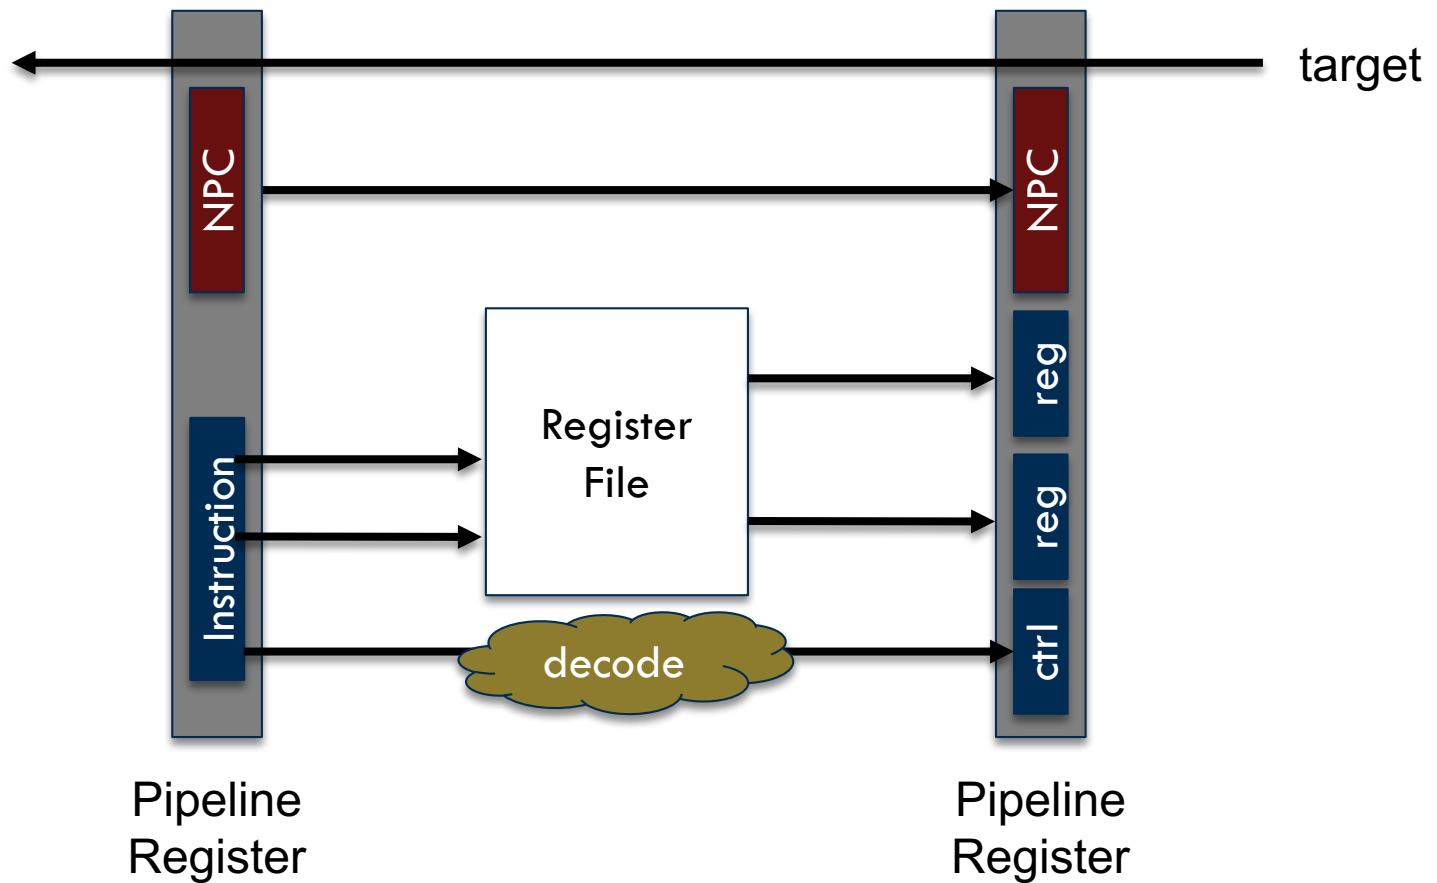 target
NPC
NPC
reg
Register
File
Instruction
reg
decode
ctrl
Pipeline
Register
Pipeline
Register